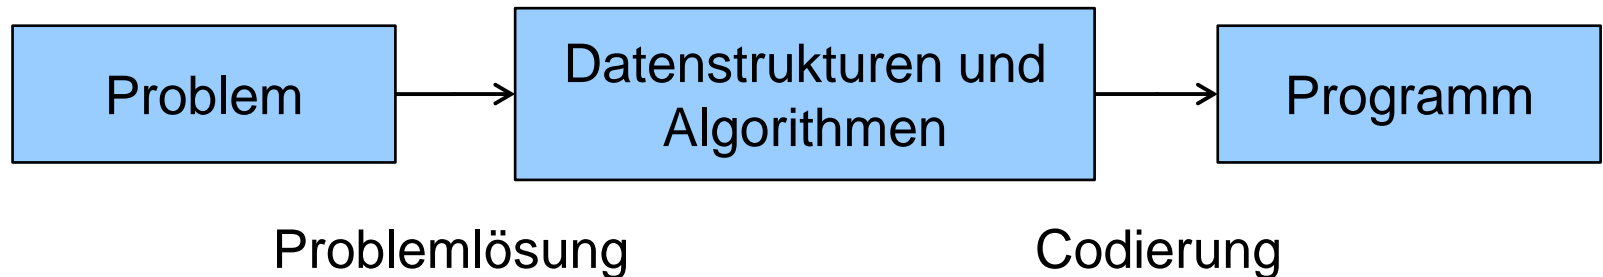 Problem
Datenstrukturen und
Algorithmen
Programm
Problemlösung
Codierung